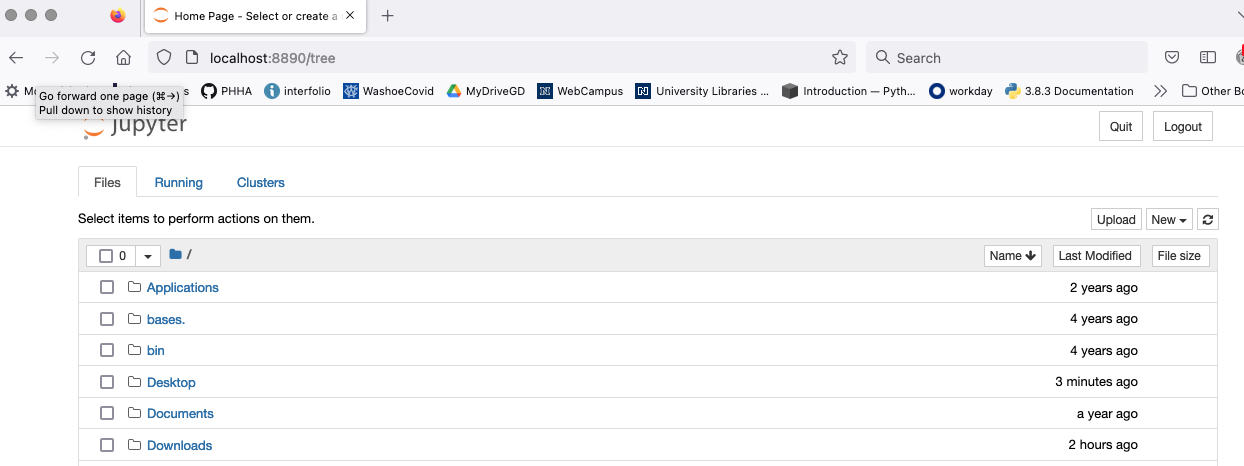 Home Page - Select or create a
localhost:8890/tree
Search
PHHA
interfolio
WashoeCovid
MyDriveGD
WebCampus
University Libraries ...
Introduction — Pyth...
workday
3.8.3 Documentation
Other Bo
Go forward one page (⌘→)
Pull down to show history
Jupyter
Quit
Logout
Files
Running
Clusters
Select items to perform actions on them.
Upload
New
0
/
Name
Last Modified
File size
Applications
2 years ago
bases.
4 years ago
bin
4 years ago
Desktop
3 minutes ago
Documents
a year ago
Downloads
2 hours ago